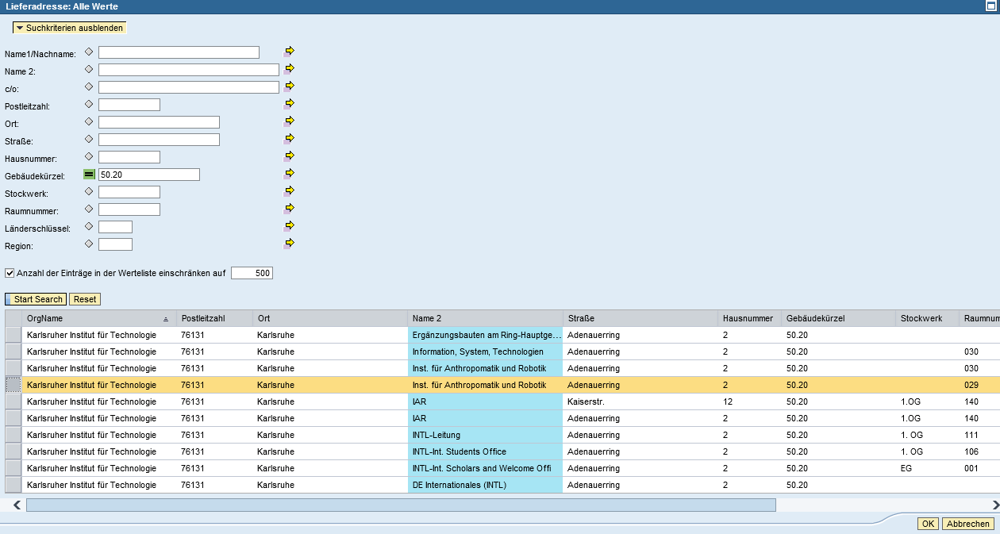 Lieferadresse: Alle Werte
Suchkriterien ausblenden
Name1/Nachname:
Name 2:
c/o:
Postleitzahl:
Ort:
Straße:
Hausnummer:
Gebäudekürzel: 50.20
Stockwerk:
Raumnummer:
Länderschlüssel:
Region:
Anzahl der Einträge in der Werteliste einschränken auf 500
Start Search Reset
OrgName Postleitzahl Ort Name 2 Straße Hausnummer Gebäudekürzel Stockwerk Raumnum
Karlsruher Institut für Technologie 76131 Karlsruhe Ergänzungsbauten am Ring-Hauptge... Adenauerring 2 50.20
Karlsruher Institut für Technologie 76131 Karlsruhe Information, System, Technologien Adenauerring 2 50.20 030
Karlsruher Institut für Technologie 76131 Karlsruhe Inst. für Anthropomatik und Robotik Adenauerring 2 50.20 030
Karlsruher Institut für Technologie 76131 Karlsruhe Inst. für Anthropomatik und Robotik Adenauerring 2 50.20 029
Karlsruher Institut für Technologie 76131 Karlsruhe IAR Kaiserstr. 12 50.20 1.OG 140
Karlsruher Institut für Technologie 76131 Karlsruhe IAR Adenauerring 2 50.20 1.OG 140
Karlsruher Institut für Technologie 76131 Karlsruhe INTL-Leitung Adenauerring 2 50.20 1. OG 111
Karlsruher Institut für Technologie 76131 Karlsruhe INTL-Int. Students Office Adenauerring 2 50.20 1. OG 106
Karlsruher Institut für Technologie 76131 Karlsruhe INTL-Int. Scholars and Welcome Offi Adenauerring 2 50.20 EG 001
Karlsruher Institut für Technologie 76131 Karlsruhe DE Internationales (INTL) Adenauerring 2 50.20
OK Abbrechen